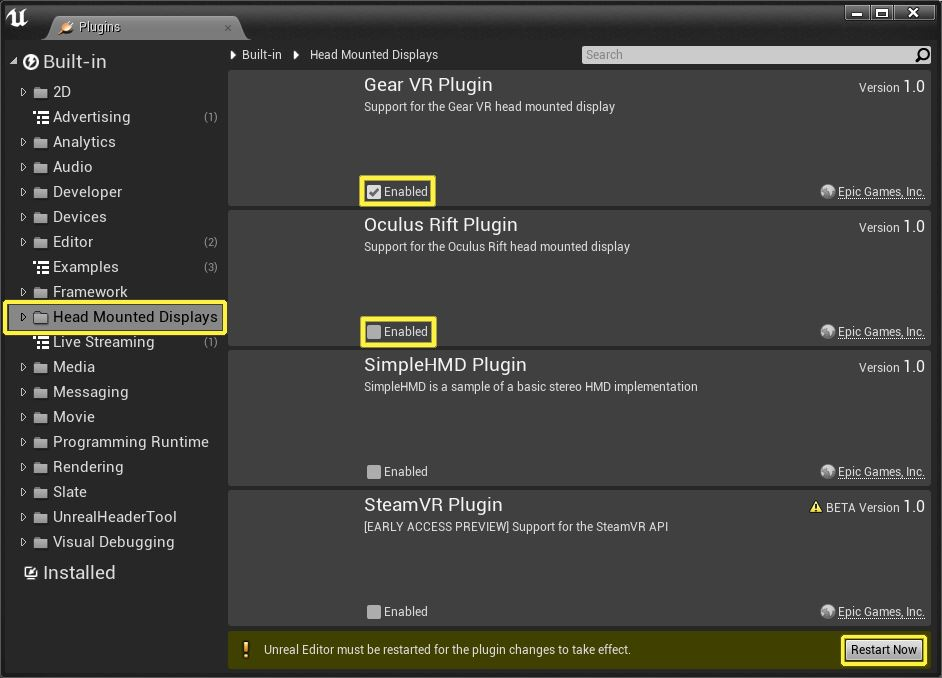 Plugins
Built-in
2D
Advertising (1)
Analytics
Audio
Developer
Devices
Editor (2)
Examples (3)
Framework
Head Mounted Displays
Live Streaming (1)
Media
Messaging
Movie
Programming Runtime
Rendering
Slate
UnrealHeaderTool
Visual Debugging
Installed
Built-in Head Mounted Displays
Search
Gear VR Plugin Version 1.0
Support for the Gear VR head mounted display
Enabled Epic Games, Inc.
Oculus Rift Plugin Version 1.0
Support for the Oculus Rift head mounted display
Enabled Epic Games, Inc.
SimpleHMD Plugin Version 1.0
SimpleHMD is a sample of a basic stereo HMD implementation
Enabled Epic Games, Inc.
SteamVR Plugin BETA Version 1.0
[EARLY ACCESS PREVIEW] Support for the SteamVR API
Enabled Epic Games, Inc.
Unreal Editor must be restarted for the plugin changes to take effect. Restart Now